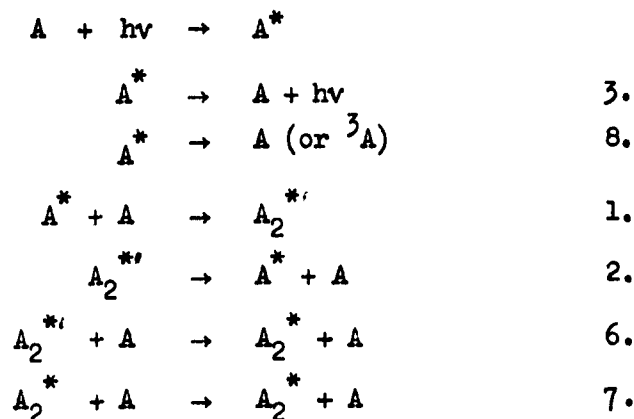 A + hν → A*
A* → A + hν 3.
A* → A (or ³A) 8.
A* + A → A₂*' 1.
A₂*' → A* + A 2.
A₂*' + A → A₂* + A 6.
A₂* + A → A₂* + A 7.